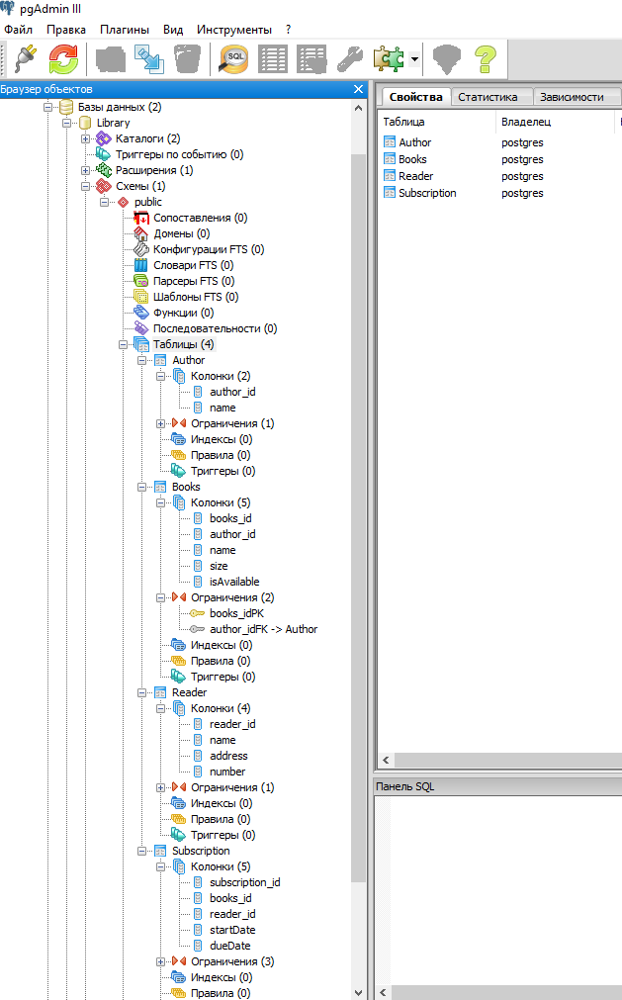 pgAdmin III
Файл Правка Плагины Вид Инструменты ?
SQL
Браузер объектов
Базы данных (2)
Library
Каталоги (2)
Триггеры по событию (0)
Расширения (1)
Схемы (1)
public
Сопоставления (0)
Домены (0)
Конфигурации FTS (0)
Словари FTS (0)
Парсеры FTS (0)
Шаблоны FTS (0)
Функции (0)
Последовательности (0)
Таблицы (4)
Author
Колонки (2)
author_id
name
Ограничения (1)
Индексы (0)
Правила (0)
Триггеры (0)
Books
Колонки (5)
books_id
author_id
name
size
isAvailable
Ограничения (2)
books_idPK
author_idFK -> Author
Индексы (0)
Правила (0)
Триггеры (0)
Reader
Колонки (4)
reader_id
name
address
number
Ограничения (1)
Индексы (0)
Правила (0)
Триггеры (0)
Subscription
Колонки (5)
subscription_id
books_id
reader_id
startDate
dueDate
Ограничения (3)
Индексы (0)
Правила (0)
Свойства Статистика Зависимости
Таблица Владелец
Author postgres
Books postgres
Reader postgres
Subscription postgres
Панель SQL